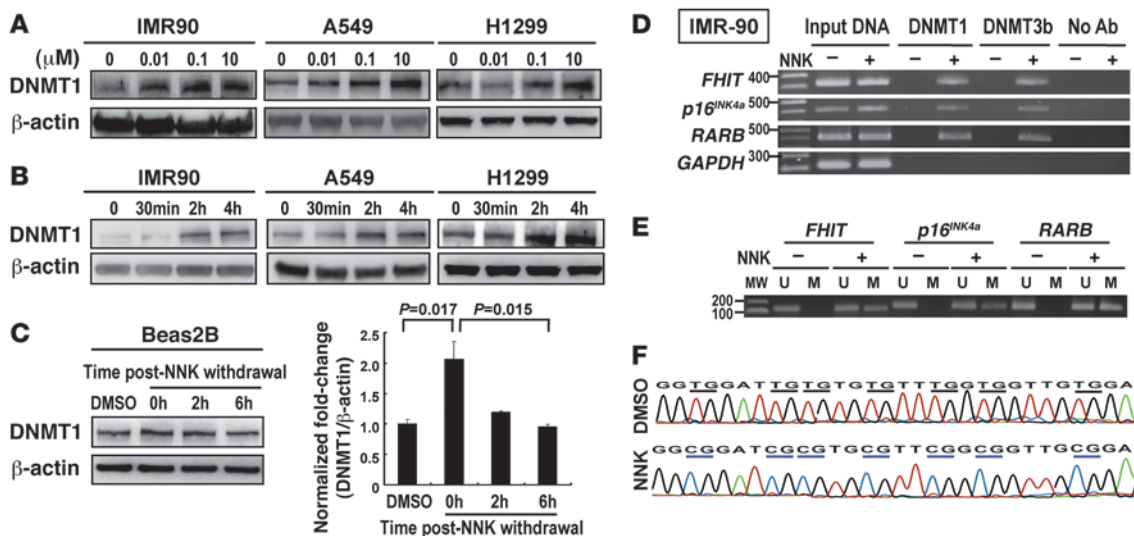 A
IMR90 A549 H1299
(μM) 0 0.01 0.1 10 0 0.01 0.1 10 0 0.01 0.1 10
DNMT1
β-actin
B
IMR90 A549 H1299
0 30min 2h 4h 0 30min 2h 4h 0 30min 2h 4h
DNMT1
β-actin
C
Beas2B
Time post-NNK withdrawal
DMSO 0h 2h 6h
DNMT1
β-actin
P=0.017 P=0.015
Normalized fold-change
(DNMT1/β-actin)
2.5
2.0
1.5
1.0
0.5
0
DMSO 0h 2h 6h
Time post-NNK withdrawal
D
IMR-90 Input DNA DNMT1 DNMT3b No Ab
NNK − + − + − + − +
FHIT 400
p16INK4a 500
RARB 500
GAPDH 300
E
FHIT p16INK4a RARB
NNK − + − + − +
MW U M U M U M U M U M U M
200
100
F
DMSO
GGTGGATTGTGTGTGTTTGGTGGTTGTGGA
NNK
GGCGGATCGCGTGCGTTCGGCGGTTGCGGA